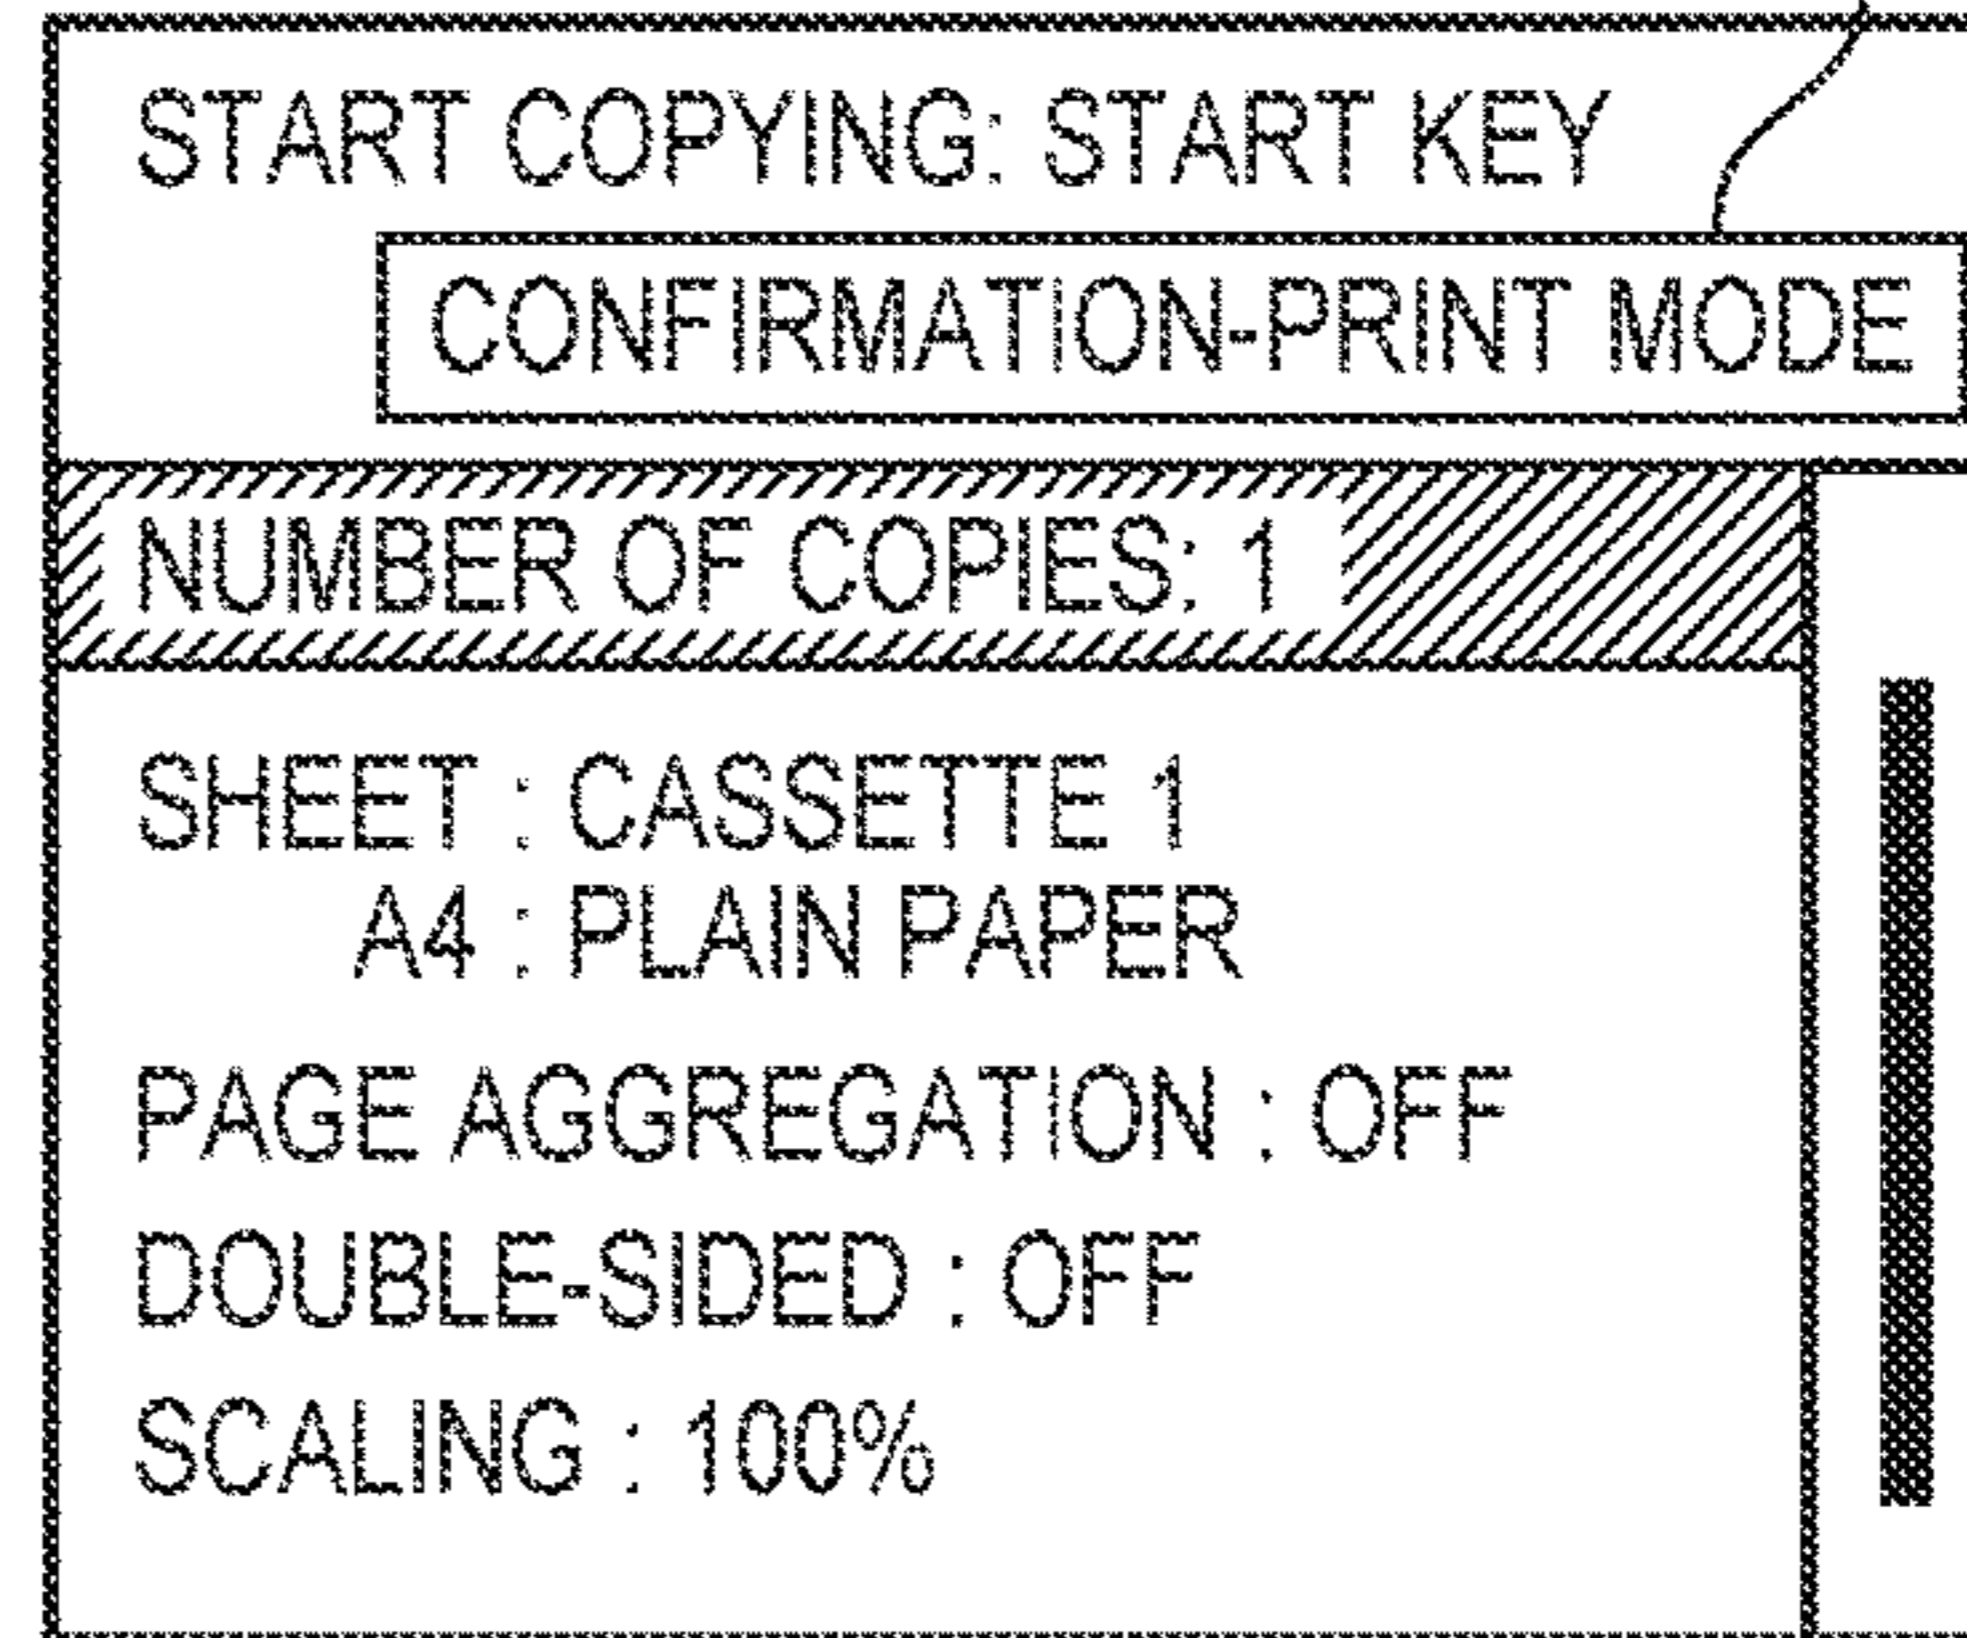 START COPYING: START KEY
CONFIRMATION-PRINT MODE
NUMBER OF COPIES: 1
SHEET : CASSETTE 1
A4 : PLAIN PAPER
PAGE AGGREGATION : OFF
DOUBLE-SIDED : OFF
SCALING : 100%